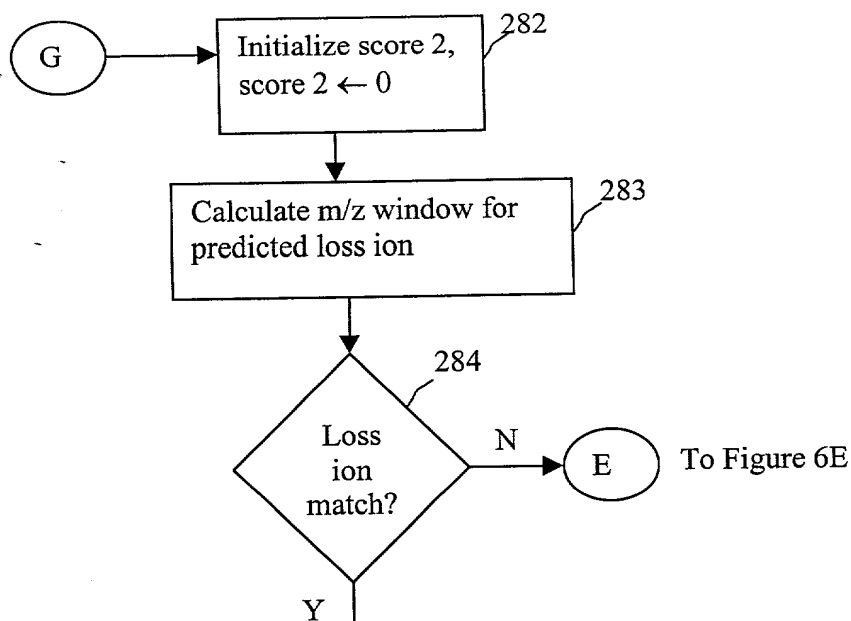 G
Initialize score 2,
score 2 ← 0
282
Calculate m/z window for
predicted loss ion
283
284
Loss
ion
match?
N
E
To Figure 6E
Y